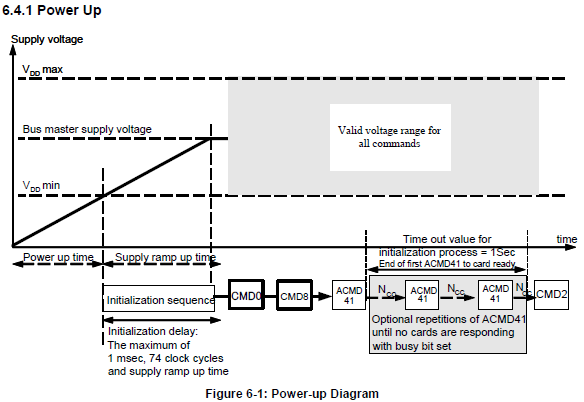 6.4.1 Power Up
Supply voltage
VDD max
Bus master supply voltage
Valid voltage range for
all commands
VDD min
Time out value for
initialization process = 1Sec
End of first ACMD41 to card ready
time
Power up time
Supply ramp up time
Initialization sequence
CMD0
CMD8
ACMD
41
NCC
ACMD
41
NCC
ACMD
41
NCC
CMD2
Optional repetitions of ACMD41
until no cards are responding
with busy bit set
Initialization delay:
The maximum of
1 msec, 74 clock cycles
and supply ramp up time
Figure 6-1: Power-up Diagram